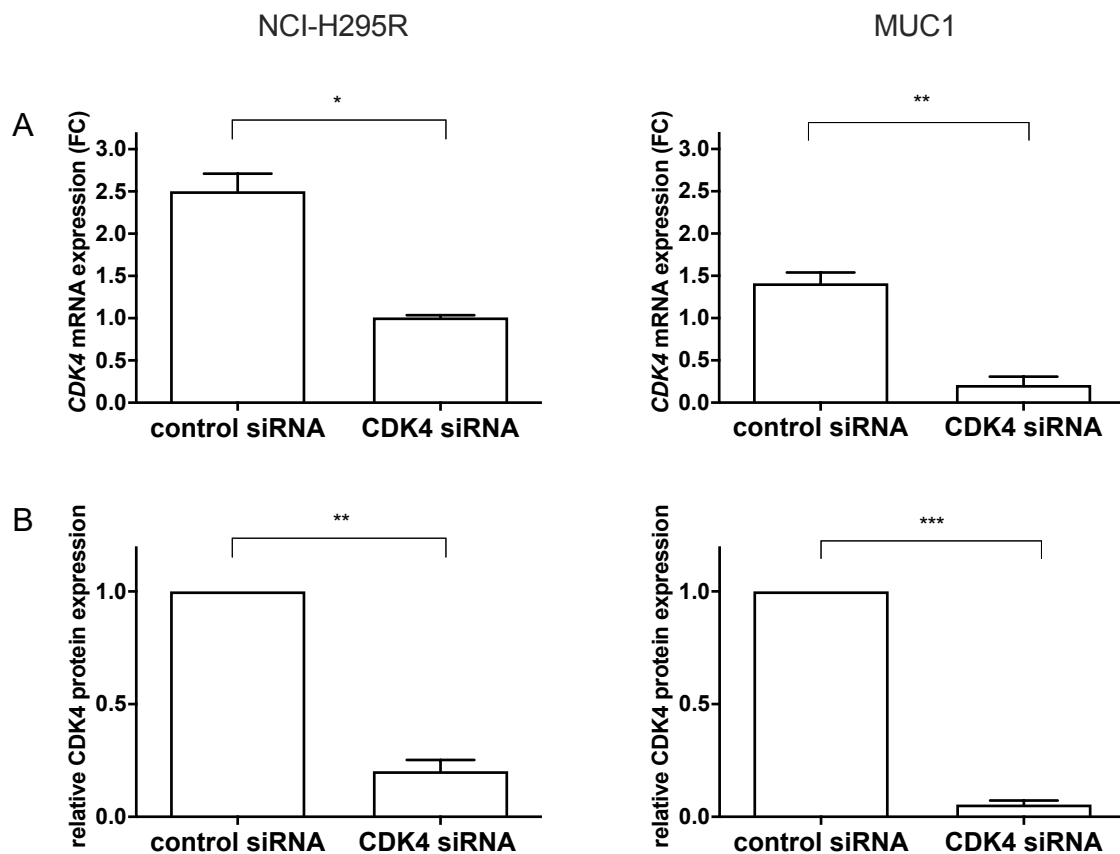 NCI-H295R
MUC1
A
*
CDK4 mRNA expression (FC)
3.0
2.5
2.0
1.5
1.0
0.5
0.0
control siRNA CDK4 siRNA
**
CDK4 mRNA expression (FC)
3.0
2.5
2.0
1.5
1.0
0.5
0.0
control siRNA CDK4 siRNA
B
**
relative CDK4 protein expression
1.0
0.5
0.0
control siRNA CDK4 siRNA
***
relative CDK4 protein expression
1.0
0.5
0.0
control siRNA CDK4 siRNA